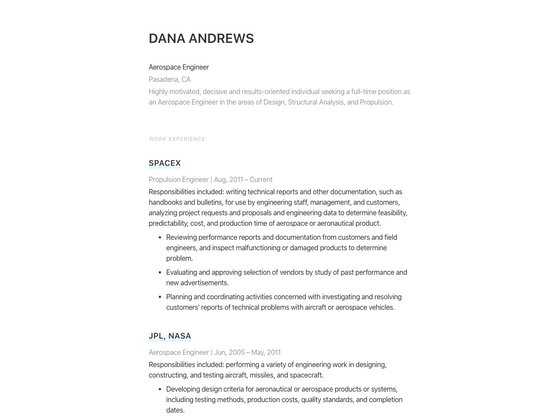 DANA ANDREWS
Aerospace Engineer
Pasadena, CA
Highly motivated, decisive and results-oriented individual seeking a full-time position as
an Aerospace Engineer in the areas of Design, Structural Analysis, and Propulsion.
WORK EXPERIENCE
SPACEX
Propulsion Engineer | Aug, 2011 – Current
Responsibilities included: writing technical reports and other documentation, such as
handbooks and bulletins, for use by engineering staff, management, and customers,
analyzing project requests and proposals and engineering data to determine feasibility,
predictability, cost, and production time of aerospace or aeronautical product.
• Reviewing performance reports and documentation from customers and field
engineers, and inspect malfunctioning or damaged products to determine
problem.
• Evaluating and approving selection of vendors by study of past performance and
new advertisements.
• Planning and coordinating activities concerned with investigating and resolving
customers' reports of technical problems with aircraft or aerospace vehicles.
JPL, NASA
Aerospace Engineer | Jun, 2005 – May, 2011
Responsibilities included: performing a variety of engineering work in designing,
constructing, and testing aircraft, missiles, and spacecraft.
• Developing design criteria for aeronautical or aerospace products or systems,
including testing methods, production costs, quality standards, and completion
dates.